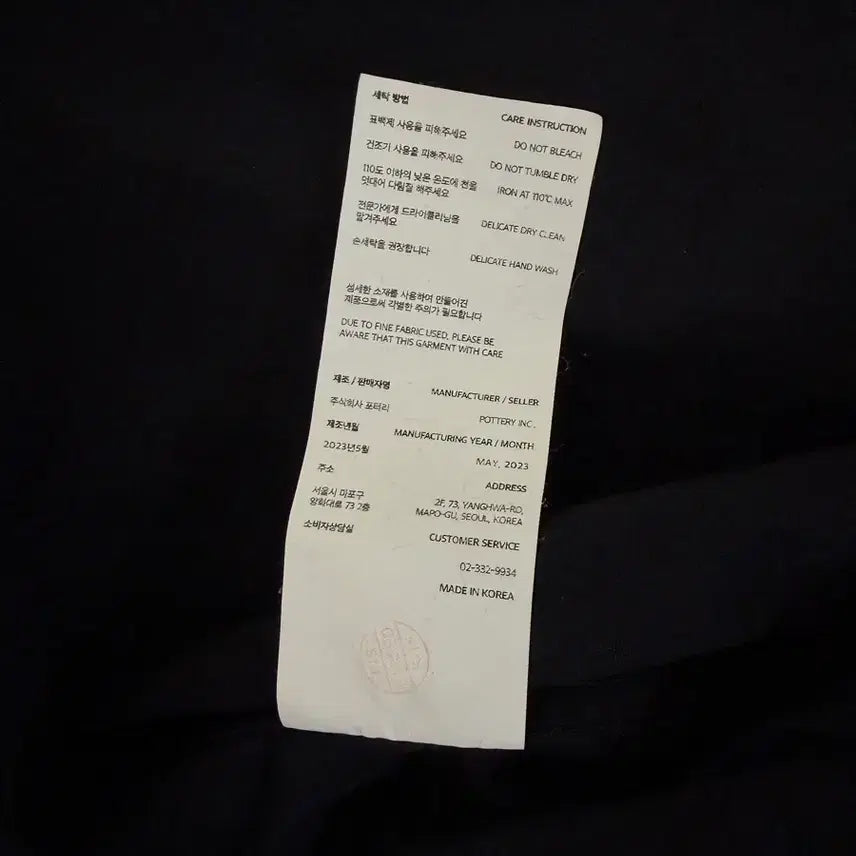 세탁 방법
CARE INSTRUCTION
표백제 사용을 피해주세요
DO NOT BLEACH
건조기 사용을 피해주세요
DO NOT TUMBLE DRY
110도 이하의 낮은 온도에 천을
덧대어 다림질 해주세요
IRON AT 110℃ MAX
전문가에게 드라이클리닝을
맡겨주세요
DELICATE DRY CLEAN
손세탁을 권장합니다
DELICATE HAND WASH
섬세한 소재를 사용하여 만들어진
제품으로써 각별한 주의가 필요합니다
DUE TO FINE FABRIC USED, PLEASE BE
AWARE THAT THIS GARMENT WITH CARE
제조 / 판매자명
MANUFACTURER / SELLER
주식회사 포터리
POTTERY INC.
제조년월
MANUFACTURING YEAR / MONTH
2023년5월
MAY, 2023
주소
ADDRESS
서울시 마포구
양화대로 73 2층
2F, 73, YANGHWA-RD,
MAPO-GU, SEOUL, KOREA
소비자상담실
CUSTOMER SERVICE
02-332-9934
MADE IN KOREA